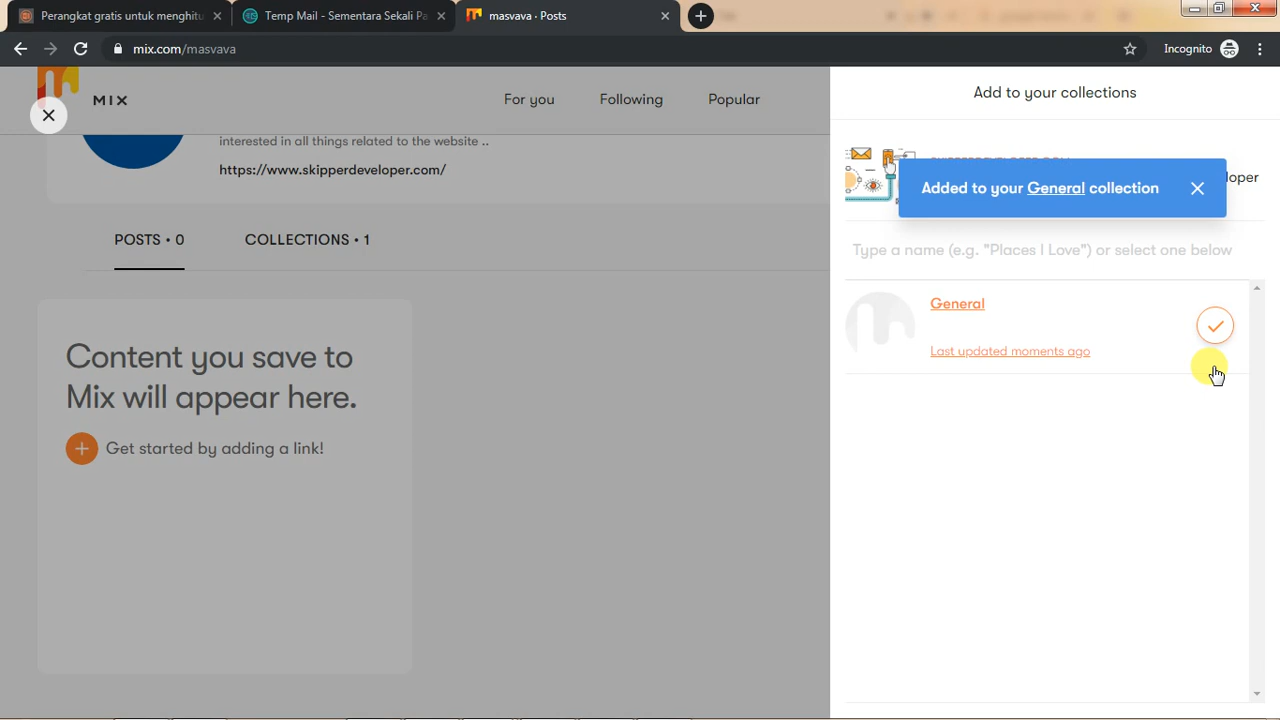 Perangkat gratis untuk menghitu
Temp Mail - Sementara Sekali Pa
masvava · Posts
mix.com/masvava
Incognito
MIX
For you
Following
Popular
interested in all things related to the website ..
https://www.skipperdeveloper.com/
POSTS • 0
COLLECTIONS • 1
Content you save to
Mix will appear here.
Get started by adding a link!
Add to your collections
Added to your General collection
Type a name (e.g. "Places I Love") or select one below
General
Last updated moments ago